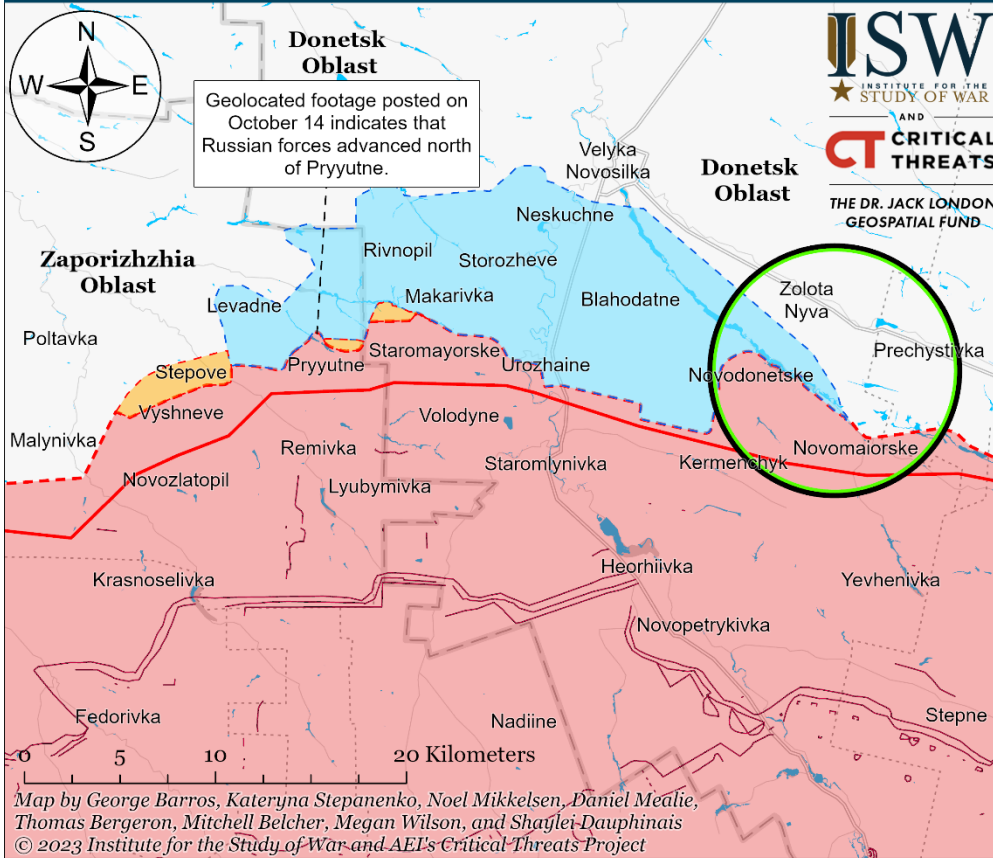 N
W
E
S
Donetsk
Oblast
Geolocated footage posted on
October 14 indicates that
Russian forces advanced north
of Pryyutne.
ISW
INSTITUTE FOR THE
STUDY OF WAR
AND
CT CRITICAL
THREATS
THE DR. JACK LONDON
GEOSPATIAL FUND
Velyka
Novosilka
Donetsk
Oblast
Neskuchne
Rivnopil
Storozheve
Zaporizhzhia
Oblast
Levadne
Makarivka
Blahodatne
Zolota
Nyva
Poltavka
Prechystivka
Stepove
Pryyutne
Staromayorske
Urozhaine
Novodonetske
Vyshneve
Volodyne
Malynivka
Remivka
Novomaiorske
Staromlynivka
Kermenchyk
Novozlatopil
Lyubymivka
Krasnoselivka
Heorhiivka
Yevhenivka
Novopetrykivka
Fedorivka
Nadiine
Stepne
0 5 10 20 Kilometers
Map by George Barros, Kateryna Stepanenko, Noel Mikkelsen, Daniel Mealie,
Thomas Bergeron, Mitchell Belcher, Megan Wilson, and Shaylei Dauphinais
© 2023 Institute for the Study of War and AEI's Critical Threats Project